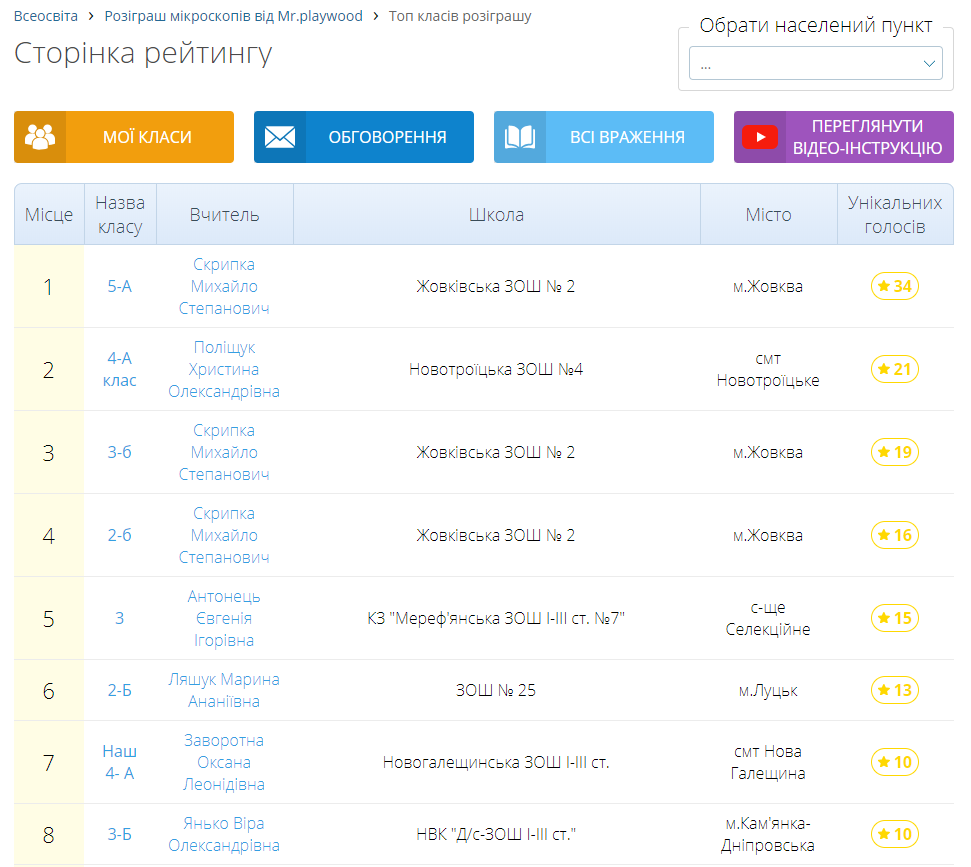 Всеосвіта › Розіграш мікроскопів від Mr.playwood › Топ класів розіграшу
Сторінка рейтингу
Обрати населений пункт
...
МОЇ КЛАСИ
ОБГОВОРЕННЯ
ВСІ ВРАЖЕННЯ
ПЕРЕГЛЯНУТИ
ВІДЕО-ІНСТРУКЦІЮ
Місце
Назва
класу
Вчитель
Школа
Місто
Унікальних
голосів
1
5-А
Скрипка
Михайло
Степанович
Жовківська ЗОШ № 2
м.Жовква
34
2
4-А
клас
Поліщук
Христина
Олександрівна
Новотроїцька ЗОШ №4
смт
Новотроїцьке
21
3
3-б
Скрипка
Михайло
Степанович
Жовківська ЗОШ № 2
м.Жовква
19
4
2-б
Скрипка
Михайло
Степанович
Жовківська ЗОШ № 2
м.Жовква
16
5
3
Антонець
Євгенія
Ігорівна
КЗ "Мереф'янська ЗОШ І-ІІІ ст. №7"
с-ще
Селекційне
15
6
2-Б
Ляшук Марина
Ананіївна
ЗОШ № 25
м.Луцьк
13
7
Наш
4- А
Заворотна
Оксана
Леонідівна
Новогалещинська ЗОШ І-ІІІ ст.
смт Нова
Галещина
10
8
3-Б
Янько Віра
Олександрівна
НВК "Д/с-ЗОШ І-ІІІ ст."
м.Кам'янка-
Дніпровська
10